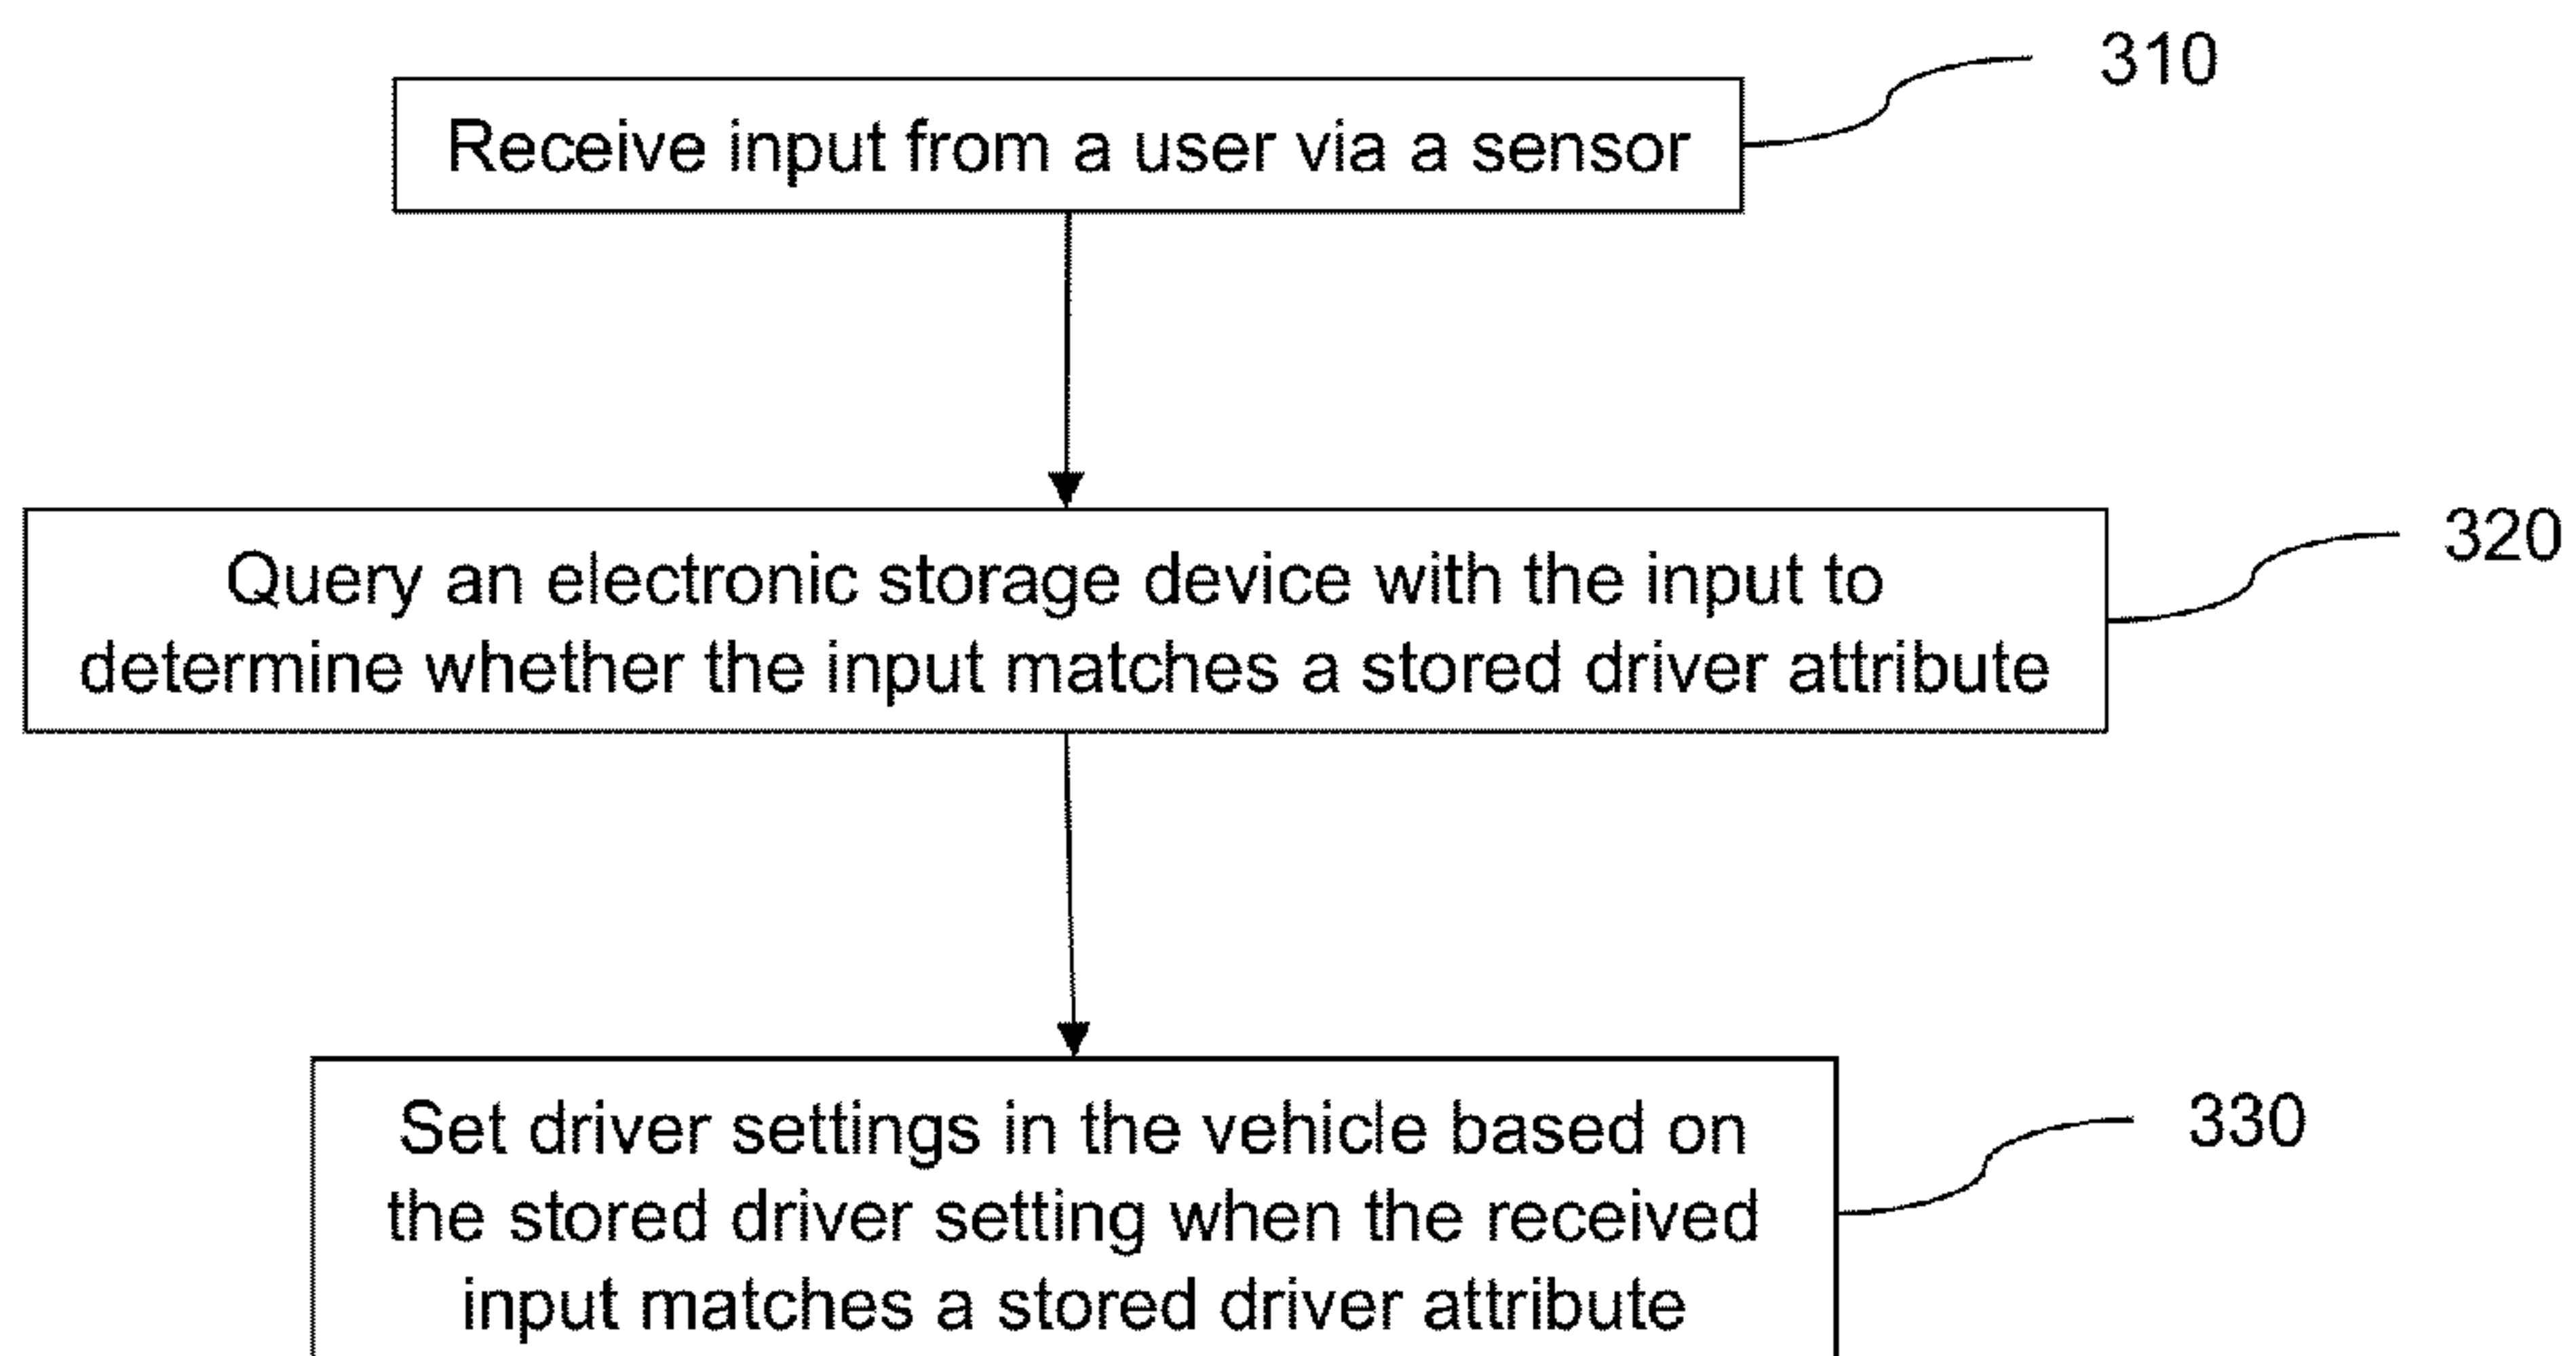 310
Receive input from a user via a sensor
320
Query an electronic storage device with the input to
determine whether the input matches a stored driver attribute
330
Set driver settings in the vehicle based on
the stored driver setting when the received
input matches a stored driver attribute